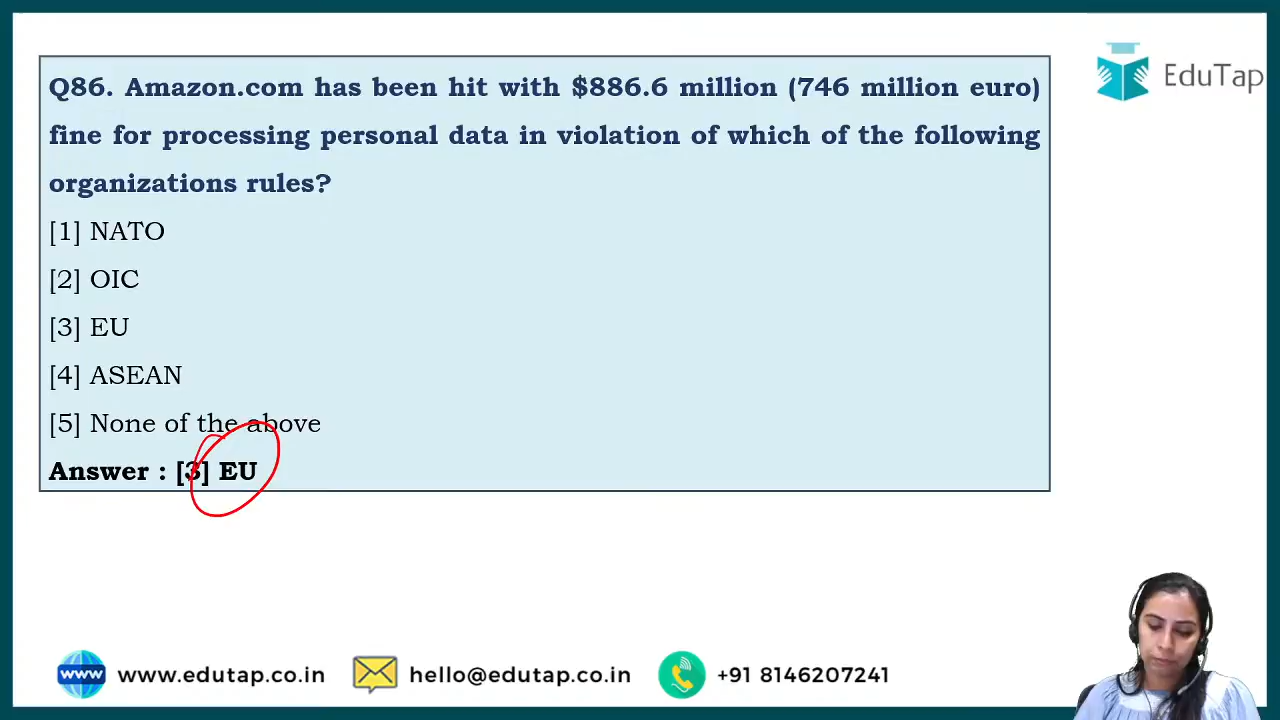 EduTap
Q86. Amazon.com has been hit with $886.6 million (746 million euro)
fine for processing personal data in violation of which of the following
organizations rules?
[1] NATO
[2] OIC
[3] EU
[4] ASEAN
[5] None of the above
Answer : [3] EU
www www.edutap.co.in hello@edutap.co.in +91 8146207241